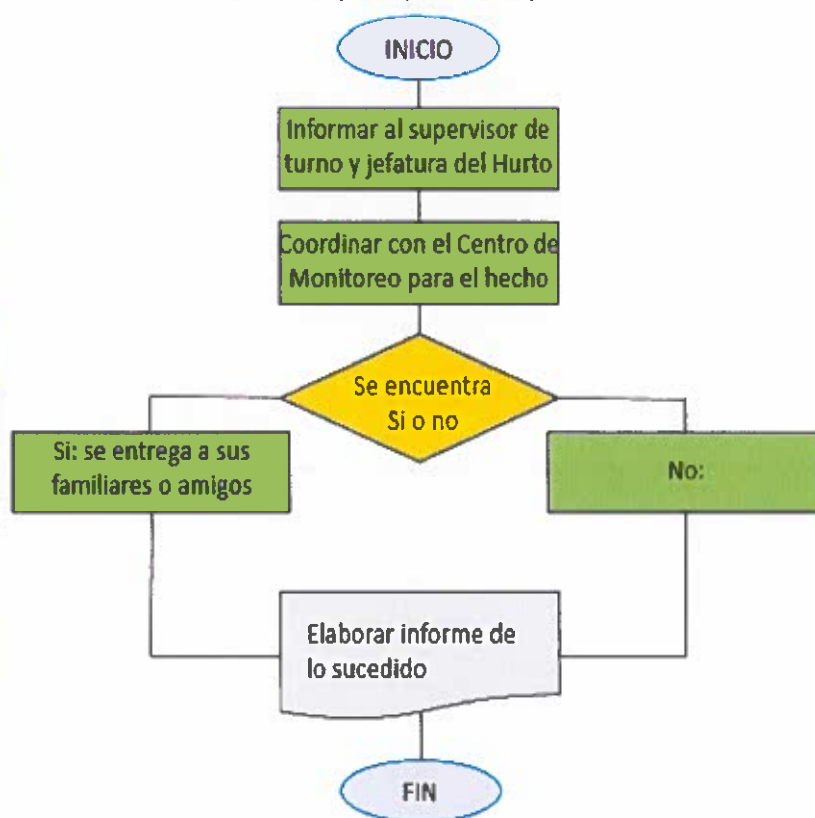 INICIO
Informar al supervisor de
turno y jefatura del Hurto
Coordinar con el Centro de
Monitoreo para el hecho
Se encuentra
Si o no
Si: se entrega a sus
familiares o amigos
No:
Elaborar informe de
lo sucedido
FIN